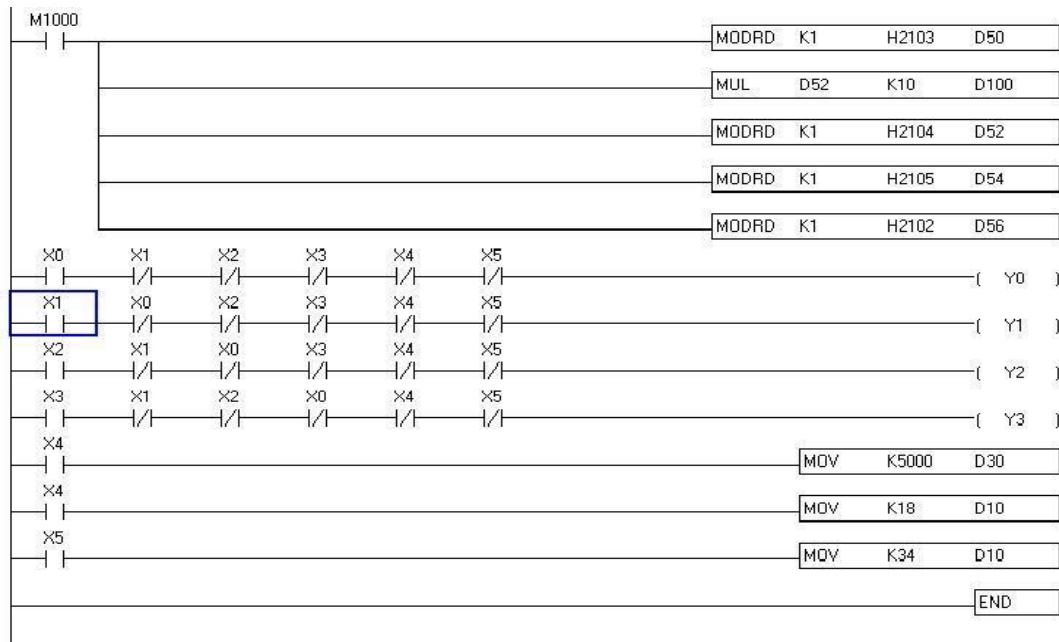 M1000
MODRD K1 H2103 D50
MUL D52 K10 D100
MODRD K1 H2104 D52
MODRD K1 H2105 D54
MODRD K1 H2102 D56
X0 X1 X2 X3 X4 X5
( Y0 )
X1 X0 X2 X3 X4 X5
( Y1 )
X2 X1 X0 X3 X4 X5
( Y2 )
X3 X1 X2 X0 X4 X5
( Y3 )
X4
MOV K5000 D30
X4
MOV K18 D10
X5
MOV K34 D10
END